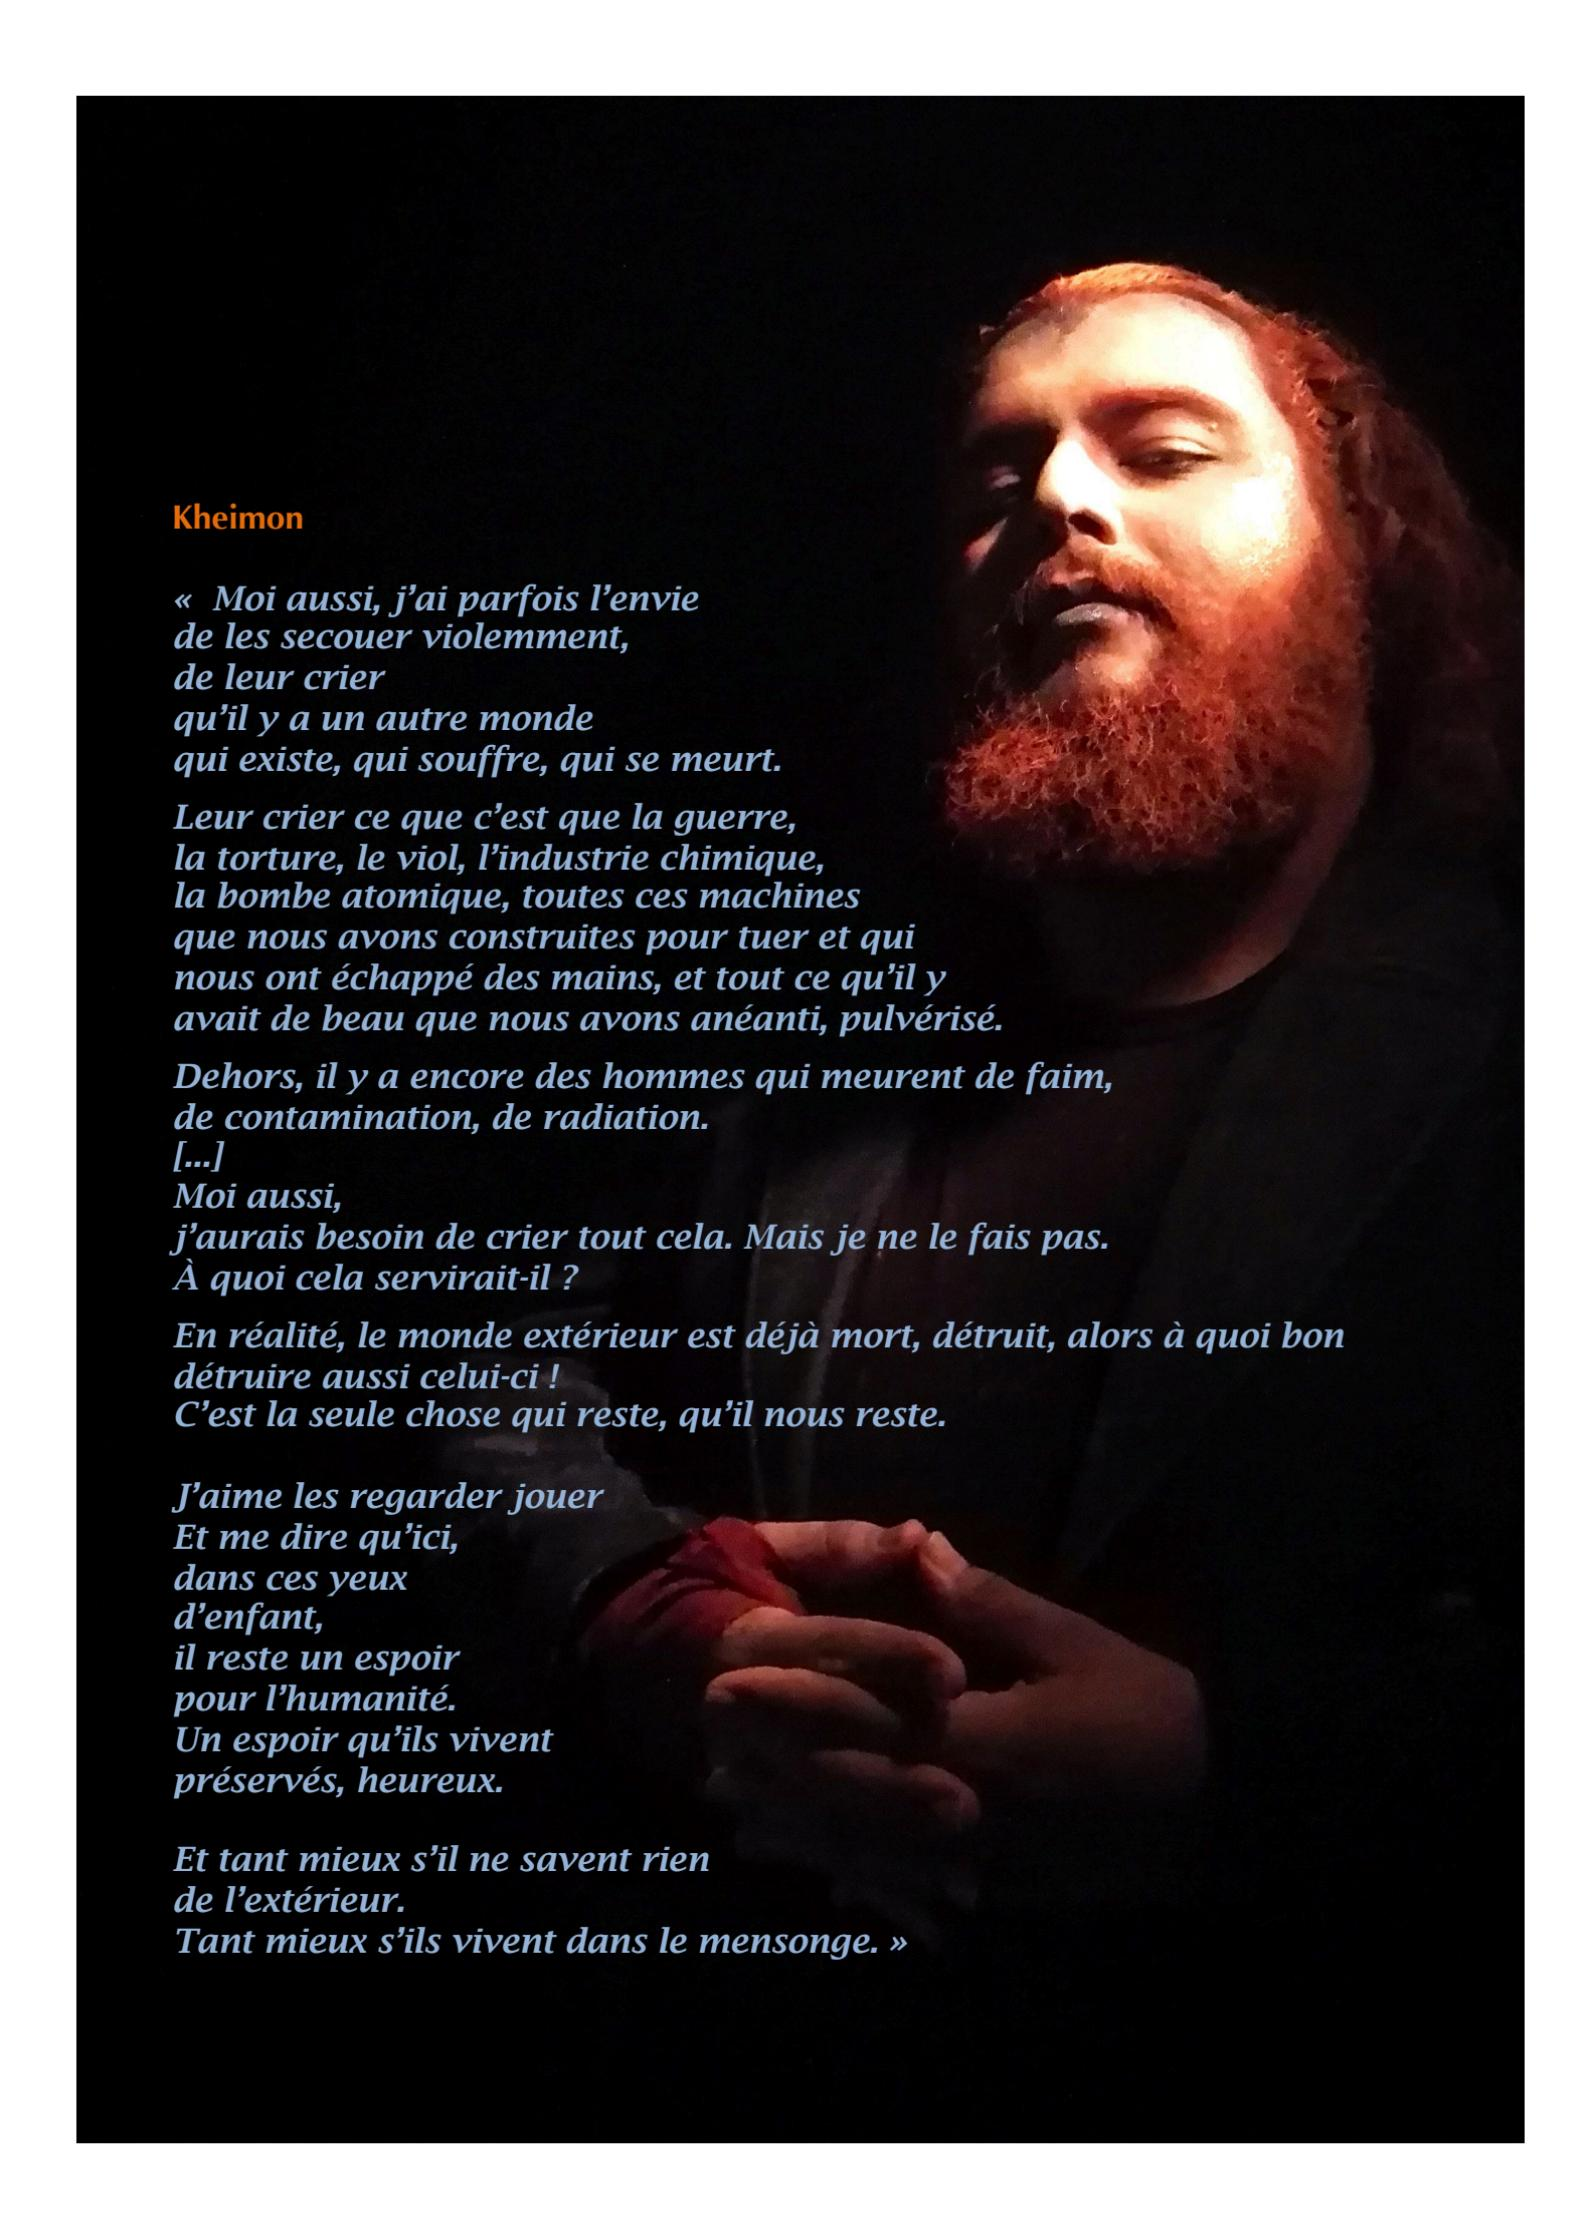 Kheimon
«  Moi aussi, j’ai parfois l’envie
de les secouer violemment,
de leur crier
qu’il y a un autre monde
qui existe, qui souffre, qui se meurt.
Leur crier ce que c’est que la guerre,
la torture, le viol, l’industrie chimique,
la bombe atomique, toutes ces machines
que nous avons construites pour tuer et qui
nous ont échappé des mains, et tout ce qu’il y
avait de beau que nous avons anéanti, pulvérisé.
Dehors, il y a encore des hommes qui meurent de faim,
de contamination, de radiation.
[...]
Moi aussi,
j’aurais besoin de crier tout cela. Mais je ne le fais pas.
À quoi cela servirait-il ?
En réalité, le monde extérieur est déjà mort, détruit, alors à quoi bon
détruire aussi celui-ci !
C’est la seule chose qui reste, qu’il nous reste.
J’aime les regarder jouer
Et me dire qu’ici,
dans ces yeux
d’enfant,
il reste un espoir
pour l’humanité.
Un espoir qu’ils vivent
préservés, heureux.
Et tant mieux s’il ne savent rien
de l’extérieur.
Tant mieux s’ils vivent dans le mensonge. »